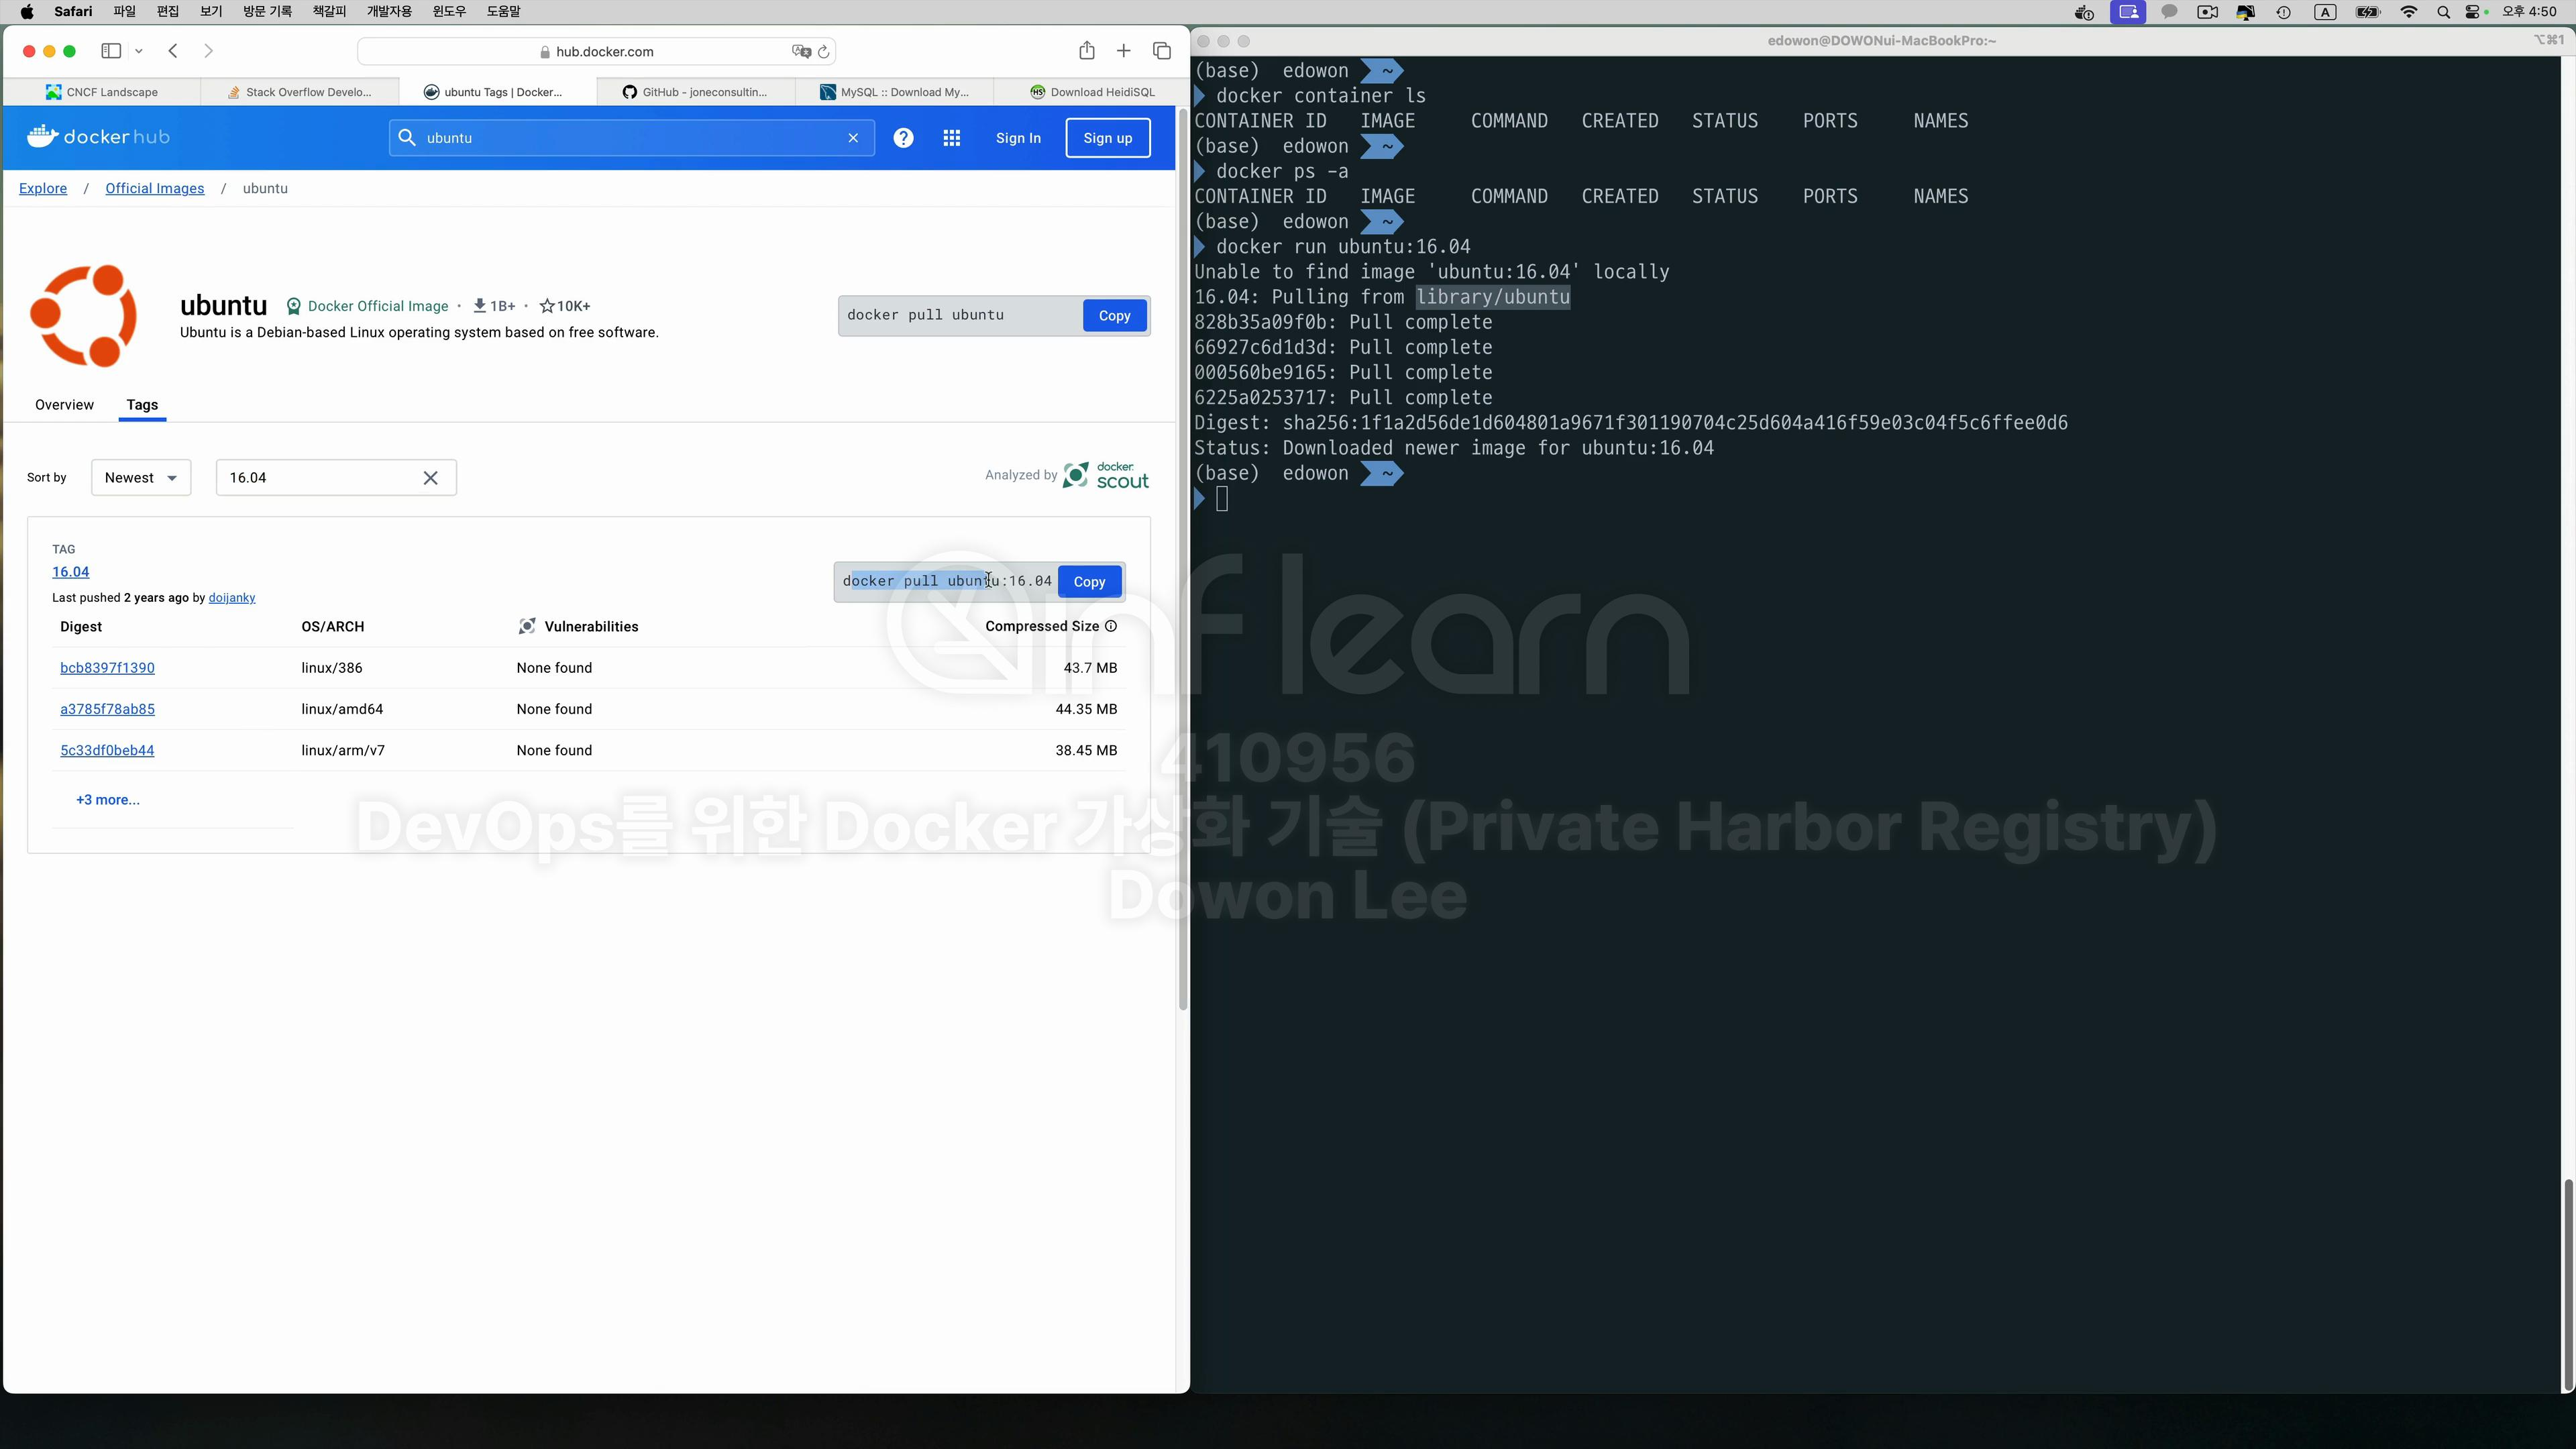 Safari 파일 편집 보기 방문 기록 책갈피 개발자용 윈도우 도움말
A 오후 4:50
hub.docker.com
CNCF Landscape
Stack Overflow Develo...
ubuntu Tags | Docker...
GitHub - joneconsultin...
MySQL :: Download My...
HS Download HeidiSQL
docker hub
ubuntu
Sign In
Sign up
Explore / Official Images / ubuntu
ubuntu Docker Official Image · 1B+ · 10K+
Ubuntu is a Debian-based Linux operating system based on free software.
docker pull ubuntu
Copy
Overview
Tags
Sort by
Newest
16.04
Analyzed by docker scout
TAG
16.04
Last pushed 2 years ago by doijanky
docker pull ubuntu:16.04
Copy
Digest OS/ARCH Vulnerabilities Compressed Size
bcb8397f1390 linux/386 None found 43.7 MB
a3785f78ab85 linux/amd64 None found 44.35 MB
5c33df0beb44 linux/arm/v7 None found 38.45 MB
+3 more...
edowon@DOWONui-MacBookPro:~
⌥⌘1
(base) edowon ~
docker container ls
CONTAINER ID IMAGE COMMAND CREATED STATUS PORTS NAMES
(base) edowon ~
docker ps -a
CONTAINER ID IMAGE COMMAND CREATED STATUS PORTS NAMES
(base) edowon ~
docker run ubuntu:16.04
Unable to find image 'ubuntu:16.04' locally
16.04: Pulling from library/ubuntu
828b35a09f0b: Pull complete
66927c6d1d3d: Pull complete
000560be9165: Pull complete
6225a0253717: Pull complete
Digest: sha256:1f1a2d56de1d604801a9671f301190704c25d604a416f59e03c04f5c6ffee0d6
Status: Downloaded newer image for ubuntu:16.04
(base) edowon ~
inflearn
410956
DevOps를 위한 Docker 가상화 기술 (Private Harbor Registry)
Dowon Lee